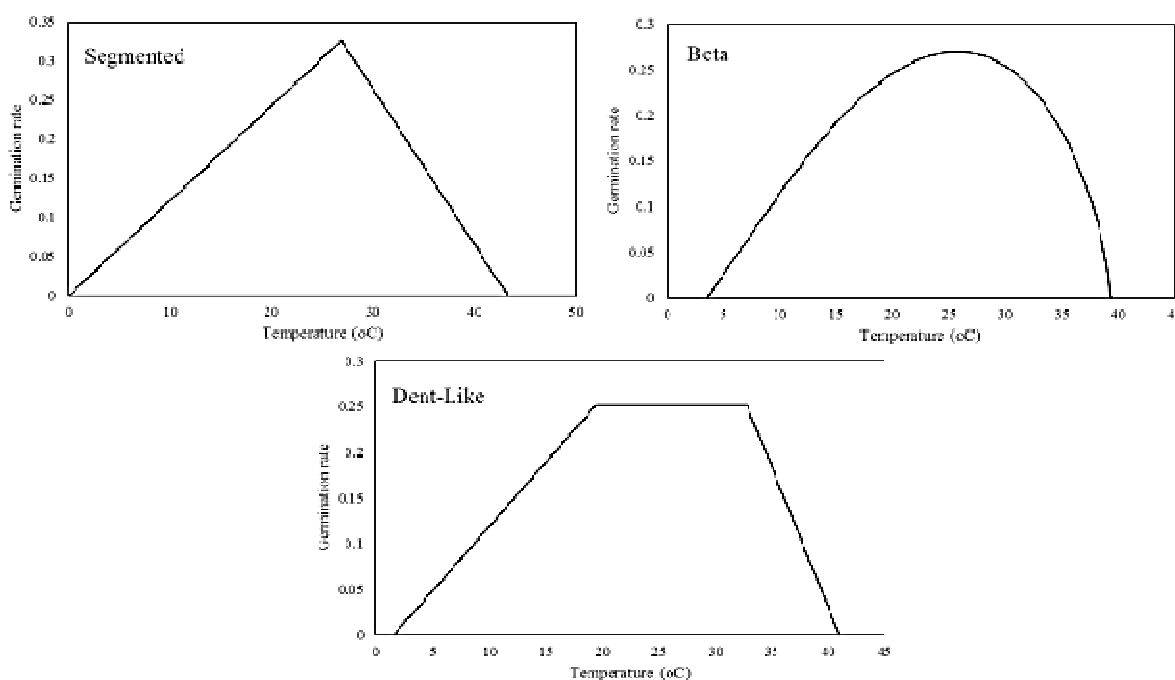 Segmented
Germination rate
0.35
0.3
0.25
0.2
0.15
0.1
0.05
0
0 10 20 30 40 50
Temperature (oC)
Beta
Germination rate
0.3
0.25
0.2
0.15
0.1
0.05
0
0 5 10 15 20 25 30 35 40 4
Temperature (oC)
Dent-Like
Germination rate
0.3
0.25
0.2
0.15
0.1
0.05
0
0 5 10 15 20 25 30 35 40 45
Temperature (oC)